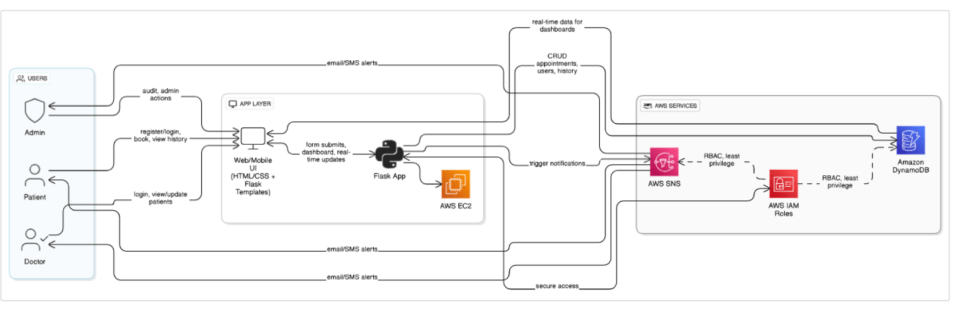 real-time data for
dashboards
CRUD
appointments,
users, history
email/SMS alerts
USERS
Admin
audit, admin
actions
APP LAYER
AWS SERVICES
register/login,
book, view history
Web/Mobile
UI
(HTML/CSS +
Flask
Templates)
form submits,
dashboard, real-
time updates
Flask App
trigger notifications
AWS SNS
RBAC, least
privilege
AWS IAM
Roles
RBAC, least
privilege
Amazon
DynamoDB
Patient
login, view/update
patients
AWS EC2
Doctor
email/SMS alerts
email/SMS alerts
secure access